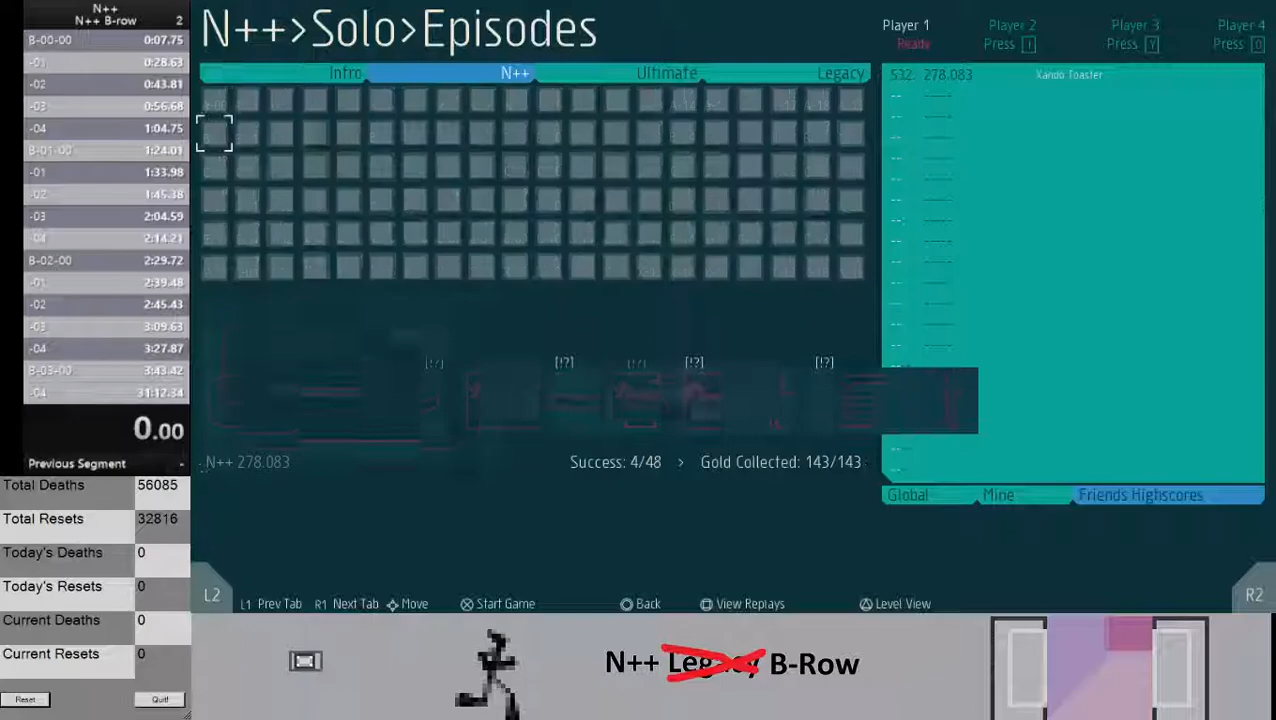 N++
N++ B-row 2
B-00-00 0:07.75
-01 0:28.63
-02 0:43.81
-03 0:56.68
-04 1:04.75
B-01-00 1:24.01
-01 1:33.98
-02 1:45.38
-03 2:04.59
-04 2:14.21
B-02-00 2:29.72
-01 2:39.48
-02 2:45.43
-03 3:09.63
-04 3:27.87
B-03-00 3:43.42
-04 31:12.34
0.00
Previous Segment -
Total Deaths 56085
Total Resets 32816
Today's Deaths 0
Today's Resets 0
Current Deaths 0
Current Resets 0
Reset Quit!
N++>Solo>Episodes
Player 1 Player 2 Player 3 Player 4
Ready Press I Press Y Press O
Intro N++ Ultimate Legacy
532. 278.083 Xando Toaster
[!?] [!?] [!?] [!?] [!?]
N++ 278.083 Success: 4/48 > Gold Collected: 143/143
Global Mine Friends Highscores
L2 L1 Prev Tab R1 Next Tab Move Start Game Back View Replays Level View R2
N++ Legacy B-Row